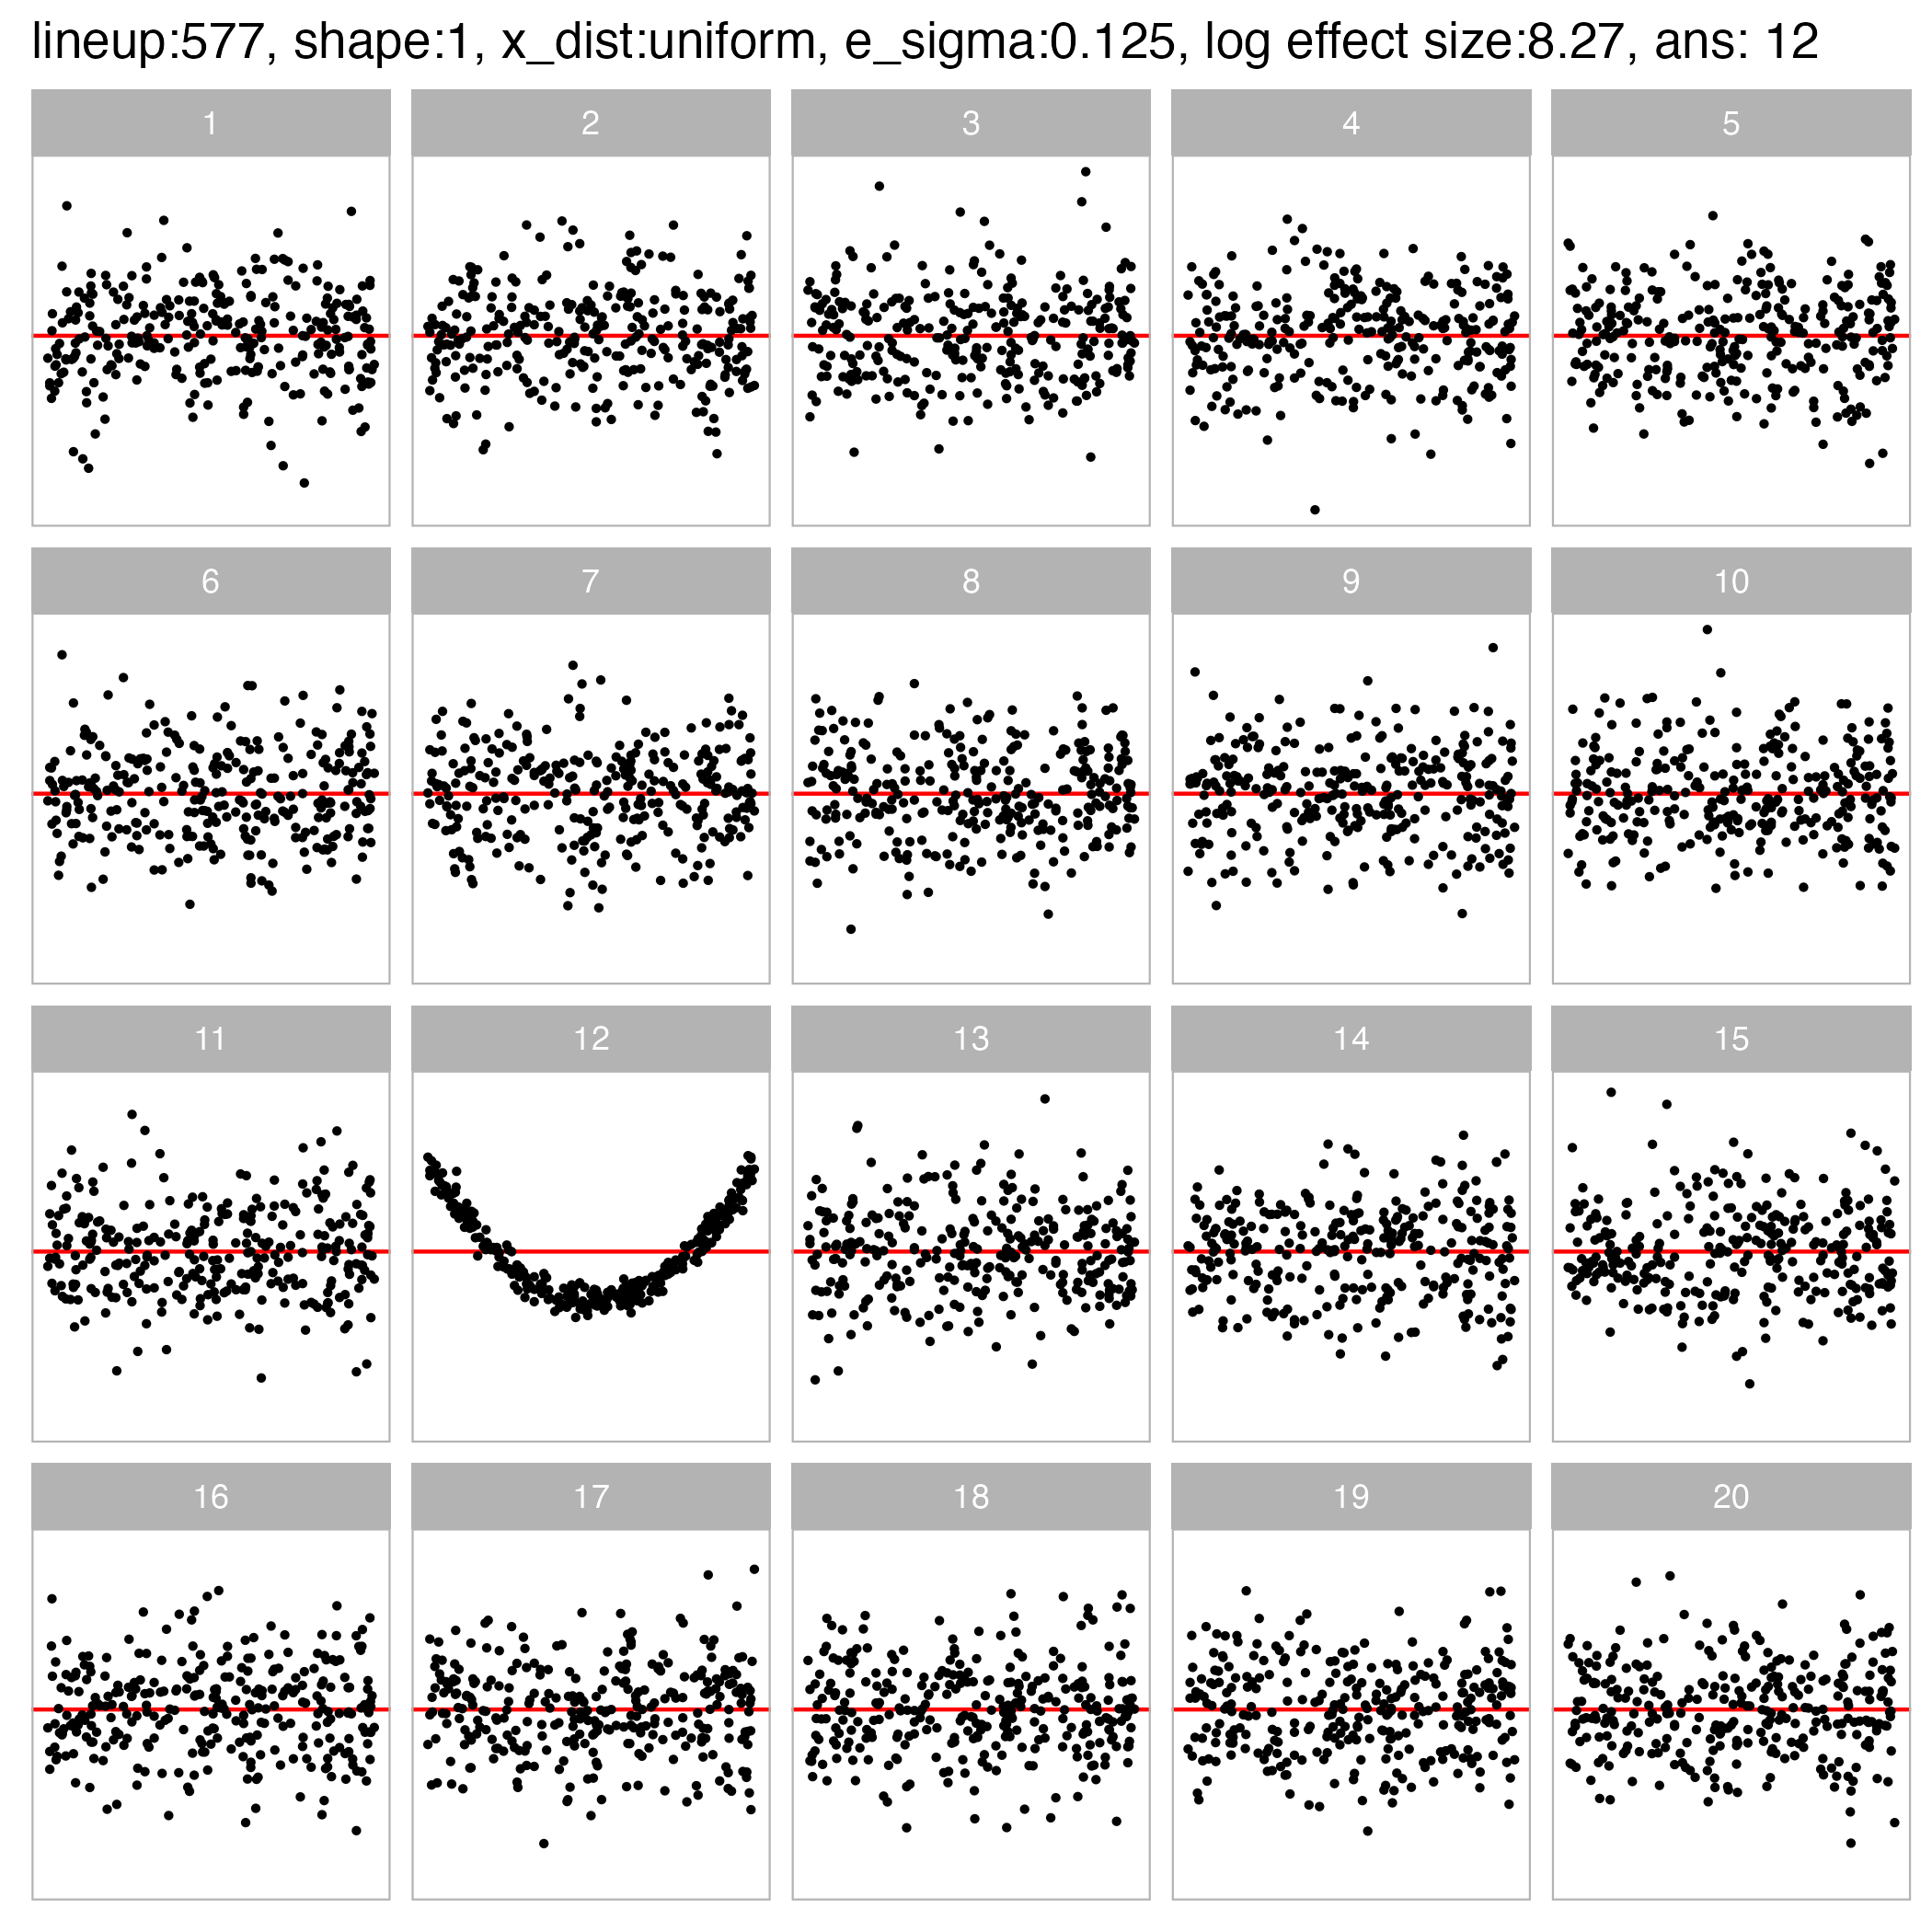 lineup:577, shape:1, x_dist:uniform, e_sigma:0.125, log effect size:8.27, ans: 12
1 2 3 4 5
6 7 8 9 10
11 12 13 14 15
16 17 18 19 20